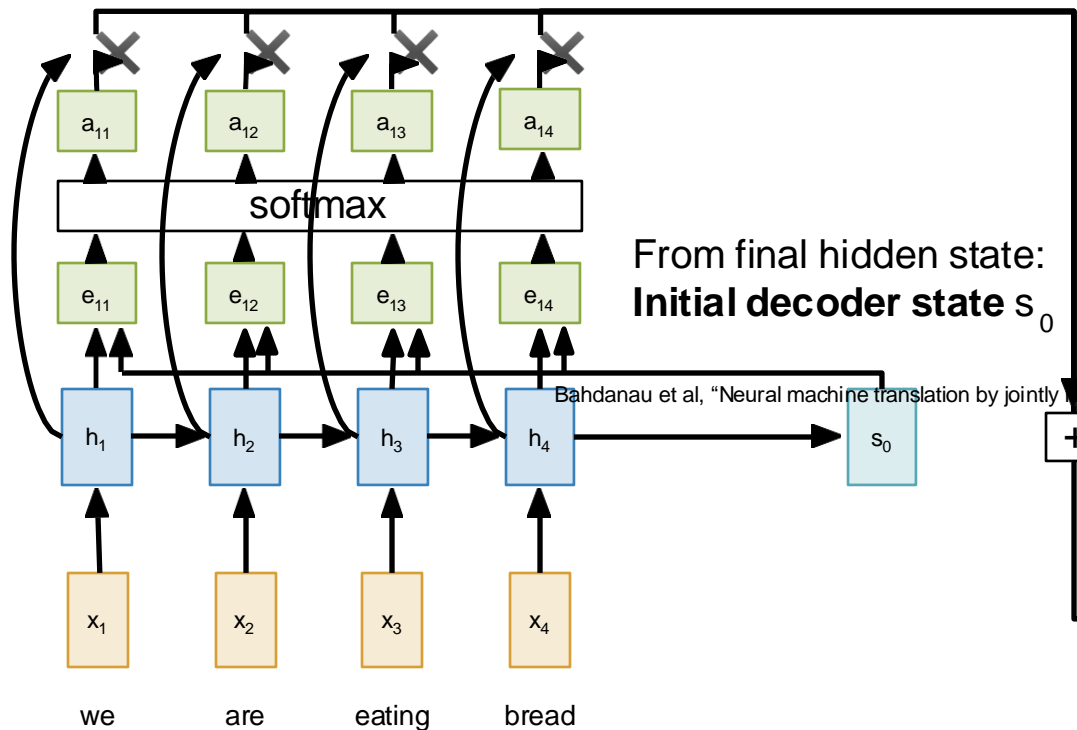 a11 a12 a13 a14
softmax
From final hidden state:
e11 e12 e13 e14
Initial decoder state s0
Bahdanau et al, “Neural machine translation by jointly
h1 h2 h3 h4 s0 +
x1 x2 x3 x4
we are eating bread